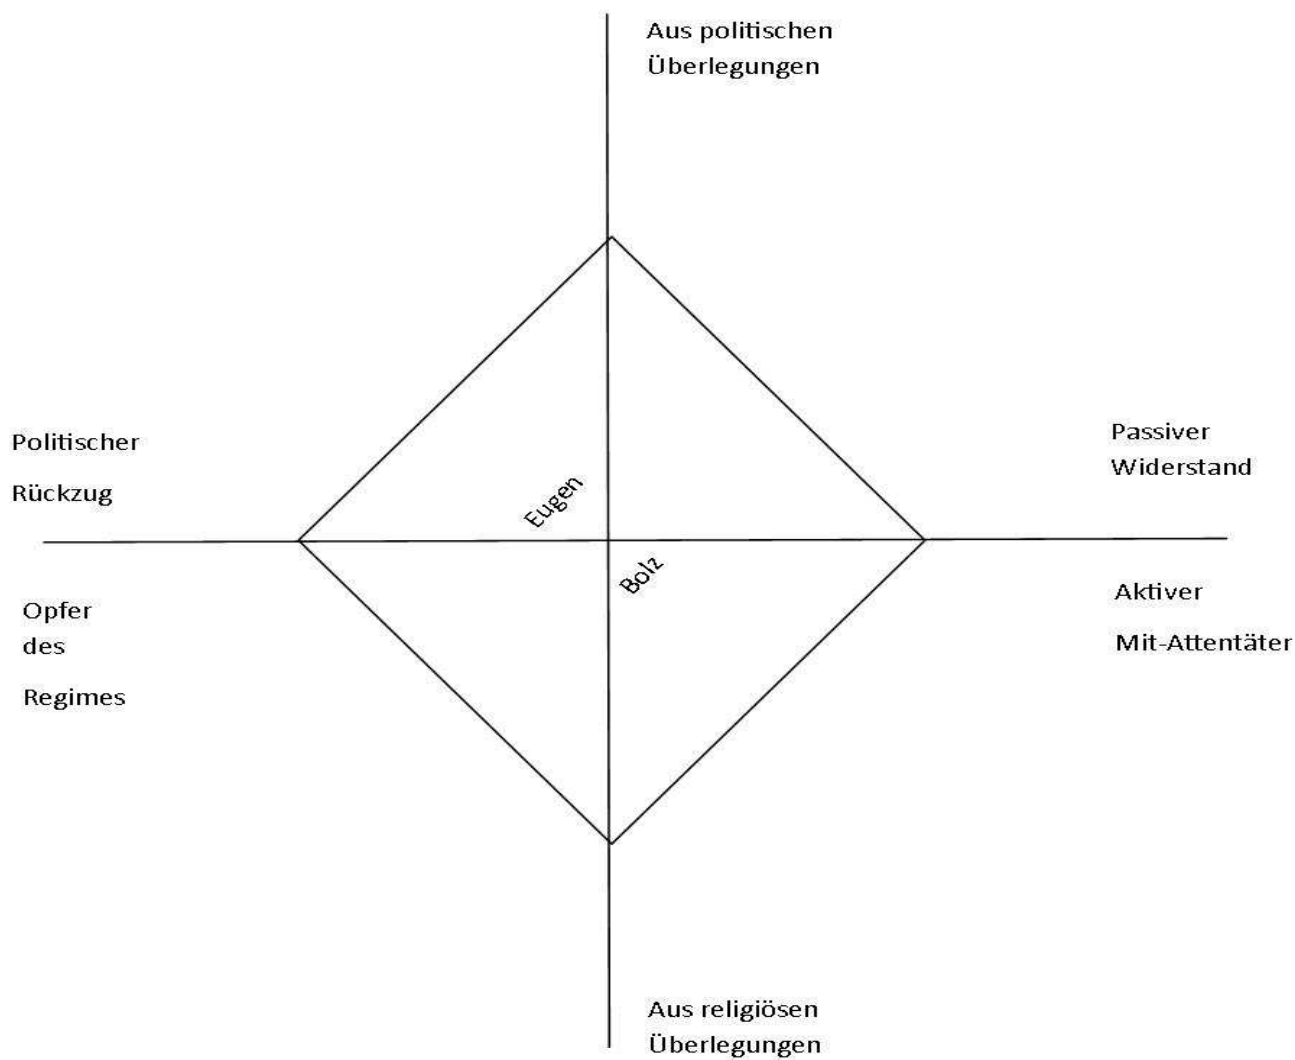 Aus politischen
Überlegungen
Politischer
Rückzug
Passiver
Widerstand
Eugen
Bolz
Opfer
des
Regimes
Aktiver
Mit-Attentäter
Aus religiösen
Überlegungen